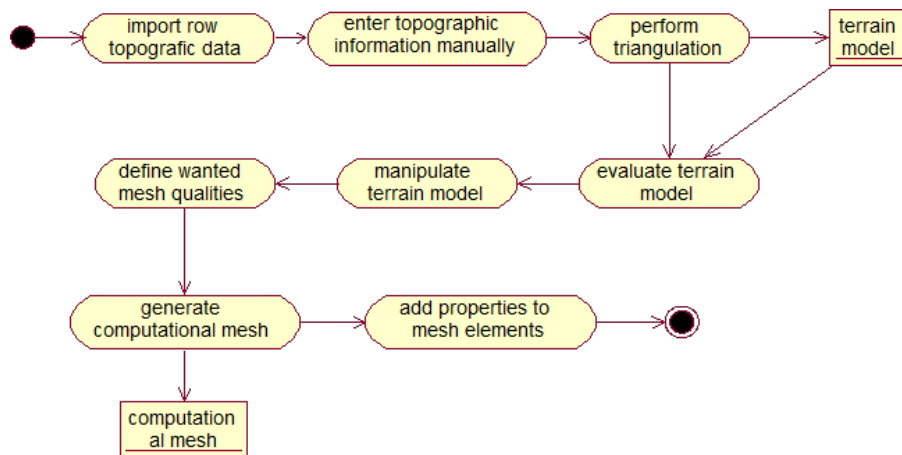 import row
topografic data
enter topographic
information manually
perform
triangulation
terrain
model
define wanted
mesh qualities
manipulate
terrain model
evaluate terrain
model
generate
computational mesh
add properties to
mesh elements
computation
al mesh